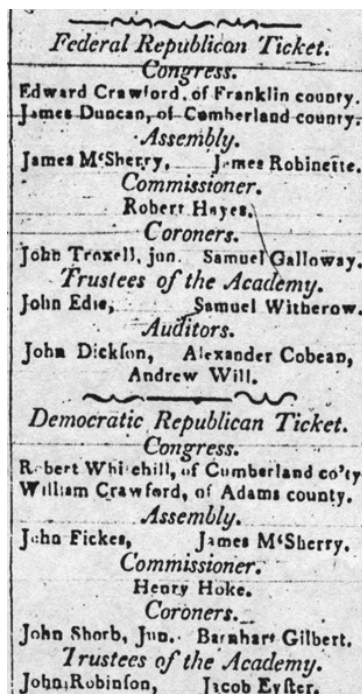 Federal Republican Ticket.
Congress.
Edward Crawford, of Franklin county.
James Duncan, of Cumberland county.
Assembly.
James McSherry, James Robinette.
Commissioner.
Robert Hayes.
Coroners.
John Troxell, jun. Samuel Galloway.
Trustees of the Academy.
John Edie, Samuel Witherow.
Auditors.
John Dickſon, Alexander Cobean,
Andrew Will.
Democratic Republican Ticket.
Congress.
Robert Whitehill, of Cumberland co'ty
William Crawford, of Adams county.
Assembly.
John Fickes, James McSherry.
Commissioner.
Henry Hoke.
Coroners.
John Shorb, Jun. Barnhart Gilbert.
Trustees of the Academy.
John Robinſon, Jacob Eyſter.